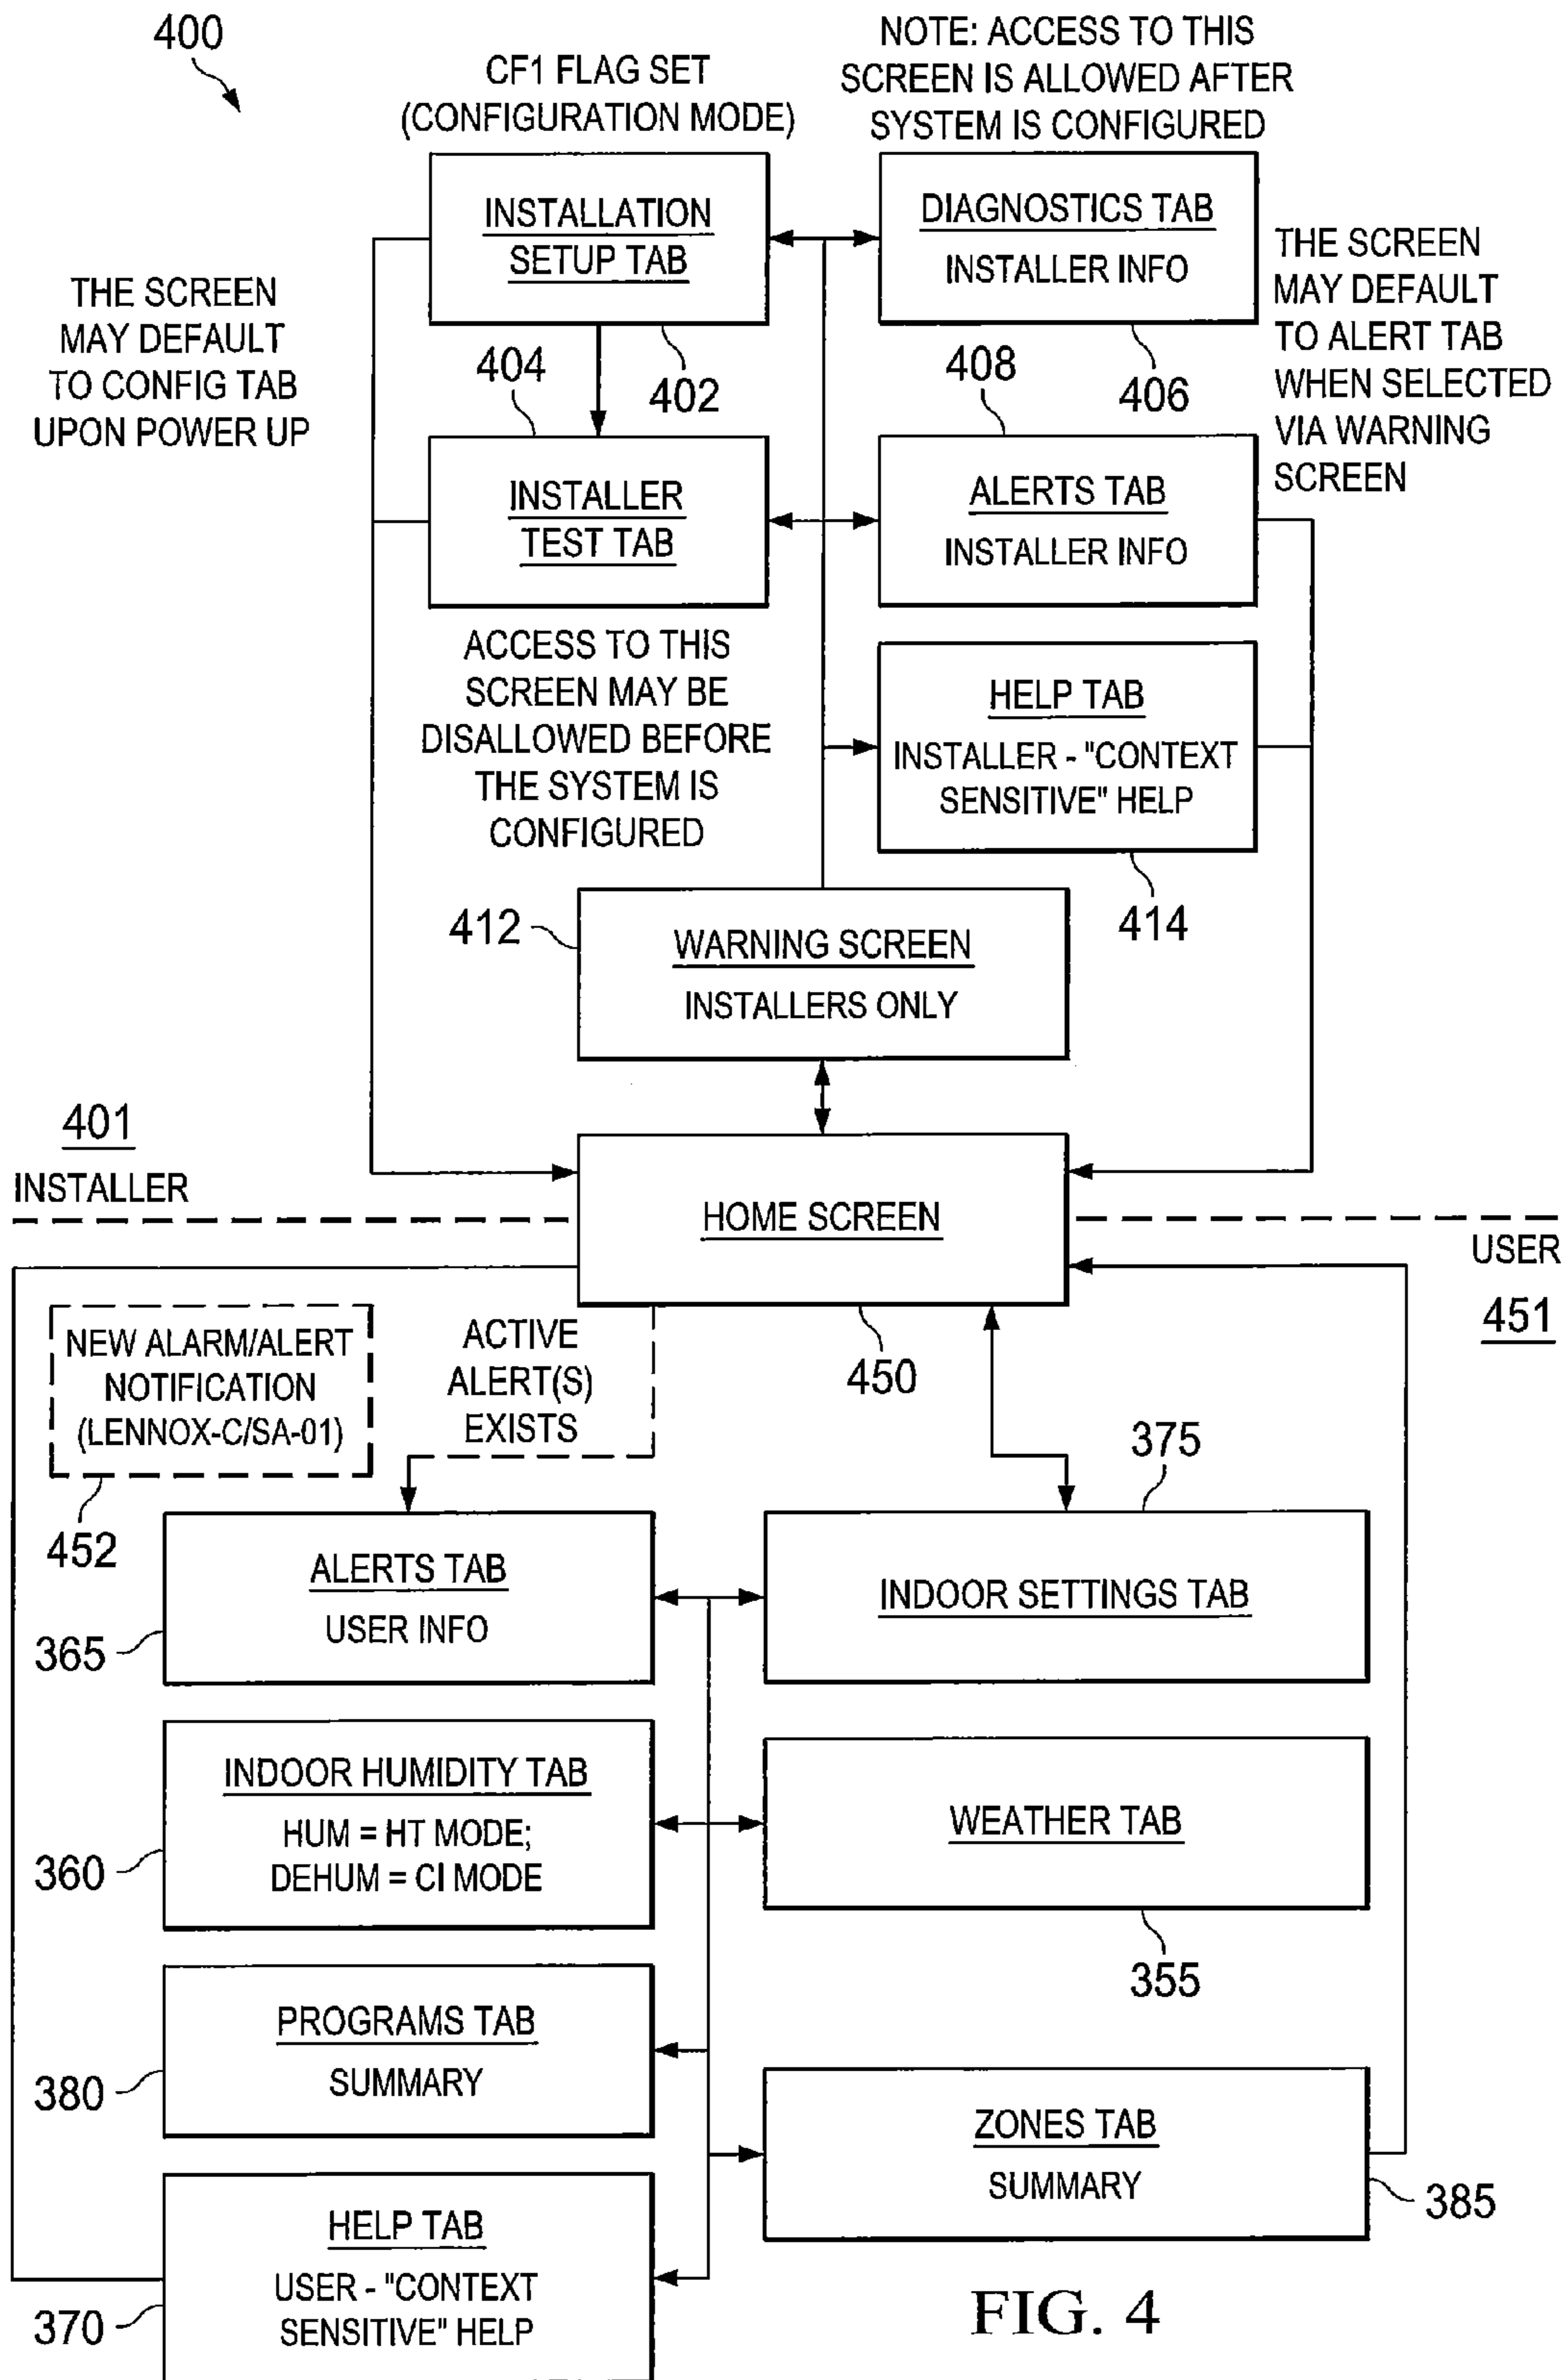 400
CF1 FLAG SET
(CONFIGURATION MODE)
NOTE: ACCESS TO THIS
SCREEN IS ALLOWED AFTER
SYSTEM IS CONFIGURED
INSTALLATION
SETUP TAB
402
DIAGNOSTICS TAB
INSTALLER INFO
406
THE SCREEN
MAY DEFAULT
TO CONFIG TAB
UPON POWER UP
THE SCREEN
MAY DEFAULT
TO ALERT TAB
WHEN SELECTED
VIA WARNING
SCREEN
404
INSTALLER
TEST TAB
408
ALERTS TAB
INSTALLER INFO
ACCESS TO THIS
SCREEN MAY BE
DISALLOWED BEFORE
THE SYSTEM IS
CONFIGURED
HELP TAB
INSTALLER - "CONTEXT
SENSITIVE" HELP
414
412
WARNING SCREEN
INSTALLERS ONLY
401
INSTALLER
HOME SCREEN
450
USER
451
NEW ALARM/ALERT
NOTIFICATION
(LENNOX-C/SA-01)
452
ACTIVE
ALERT(S)
EXISTS
375
ALERTS TAB
USER INFO
365
INDOOR SETTINGS TAB
INDOOR HUMIDITY TAB
HUM = HT MODE;
DEHUM = CI MODE
360
WEATHER TAB
355
PROGRAMS TAB
SUMMARY
380
ZONES TAB
SUMMARY
385
HELP TAB
USER - "CONTEXT
SENSITIVE" HELP
370
FIG. 4